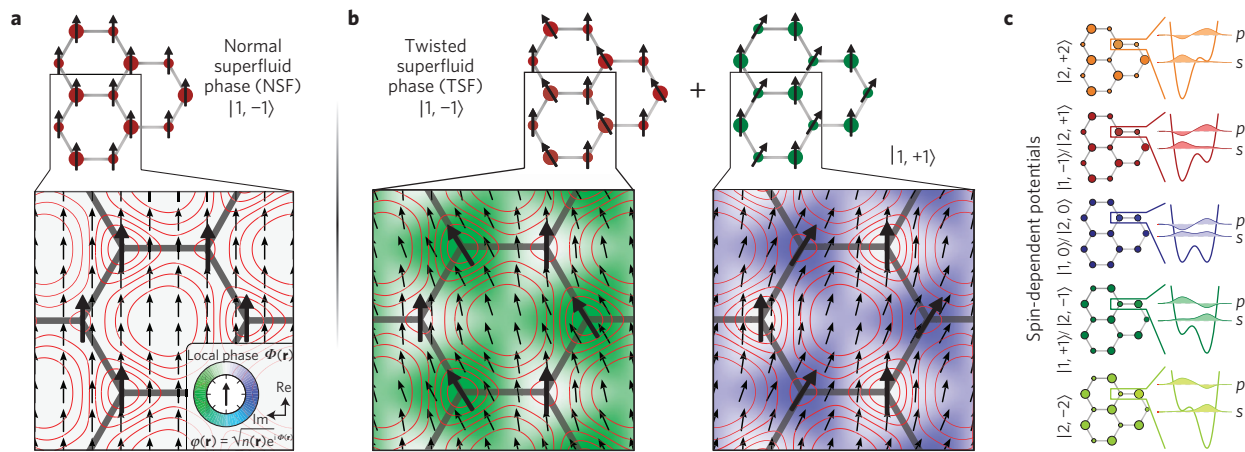 a
Normal
superfluid
phase (NSF)
|1, −1⟩
Local phase Φ(r)
Re
Im
φ(r) = √n(r)e^iΦ(r)
b
Twisted
superfluid
phase (TSF)
|1, −1⟩
+
|1, +1⟩
c
Spin-dependent potentials
|2, +2⟩
p
s
|1, −1⟩/|2, +1⟩
p
s
|1, 0⟩/|2, 0⟩
p
s
|1, +1⟩/|2, −1⟩
p
s
|2, −2⟩
p
s